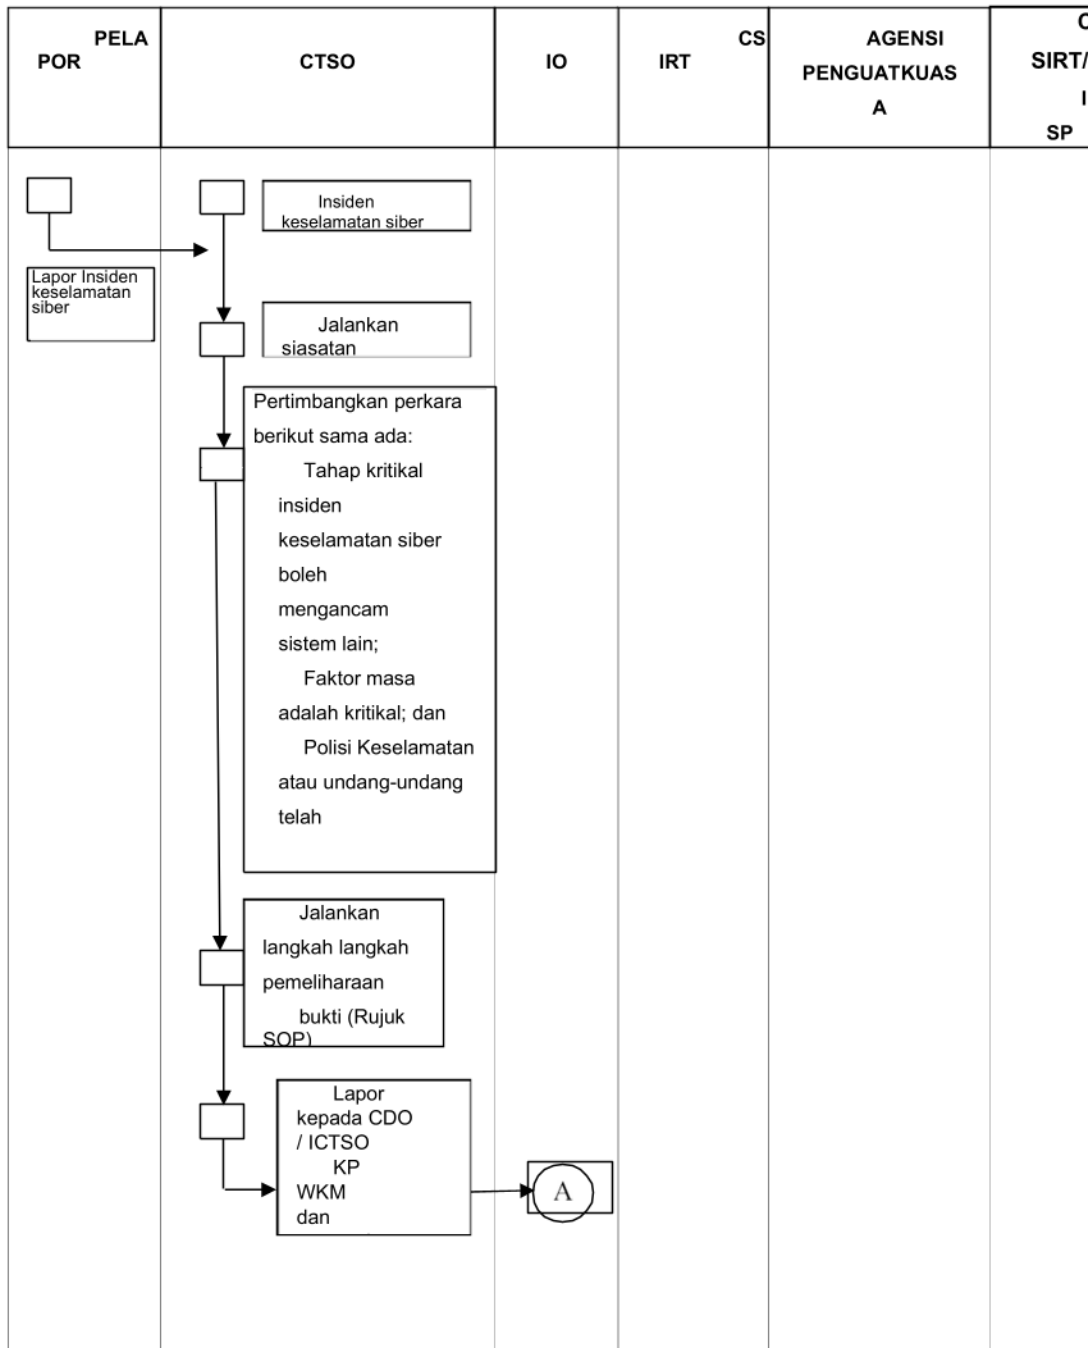 PELA
POR
CTSO
IO
CS
IRT
AGENSI
PENGUATKUAS
A
C
SIRT/
I
SP
Lapor Insiden
keselamatan
siber
Insiden
keselamatan siber
Jalankan
siasatan
Pertimbangkan perkara
berikut sama ada:
Tahap kritikal
insiden
keselamatan siber
boleh
mengancam
sistem lain;
Faktor masa
adalah kritikal; dan
Polisi Keselamatan
atau undang-undang
telah
Jalankan
langkah langkah
pemeliharaan
bukti (Rujuk
SOP)
Lapor
kepada CDO
/ ICTSO
KP
WKM
dan
A